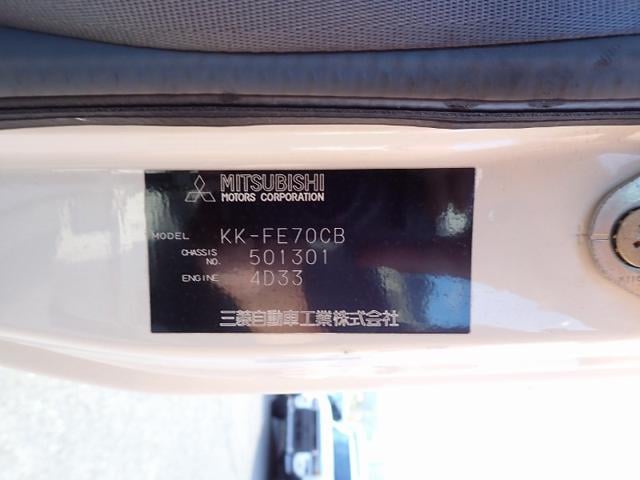 MITSUBISHI
MOTORS CORPORATION
MODEL KK-FE70CB
CHASSIS NO. 501301
ENGINE 4D33
三菱自動車工業株式会社